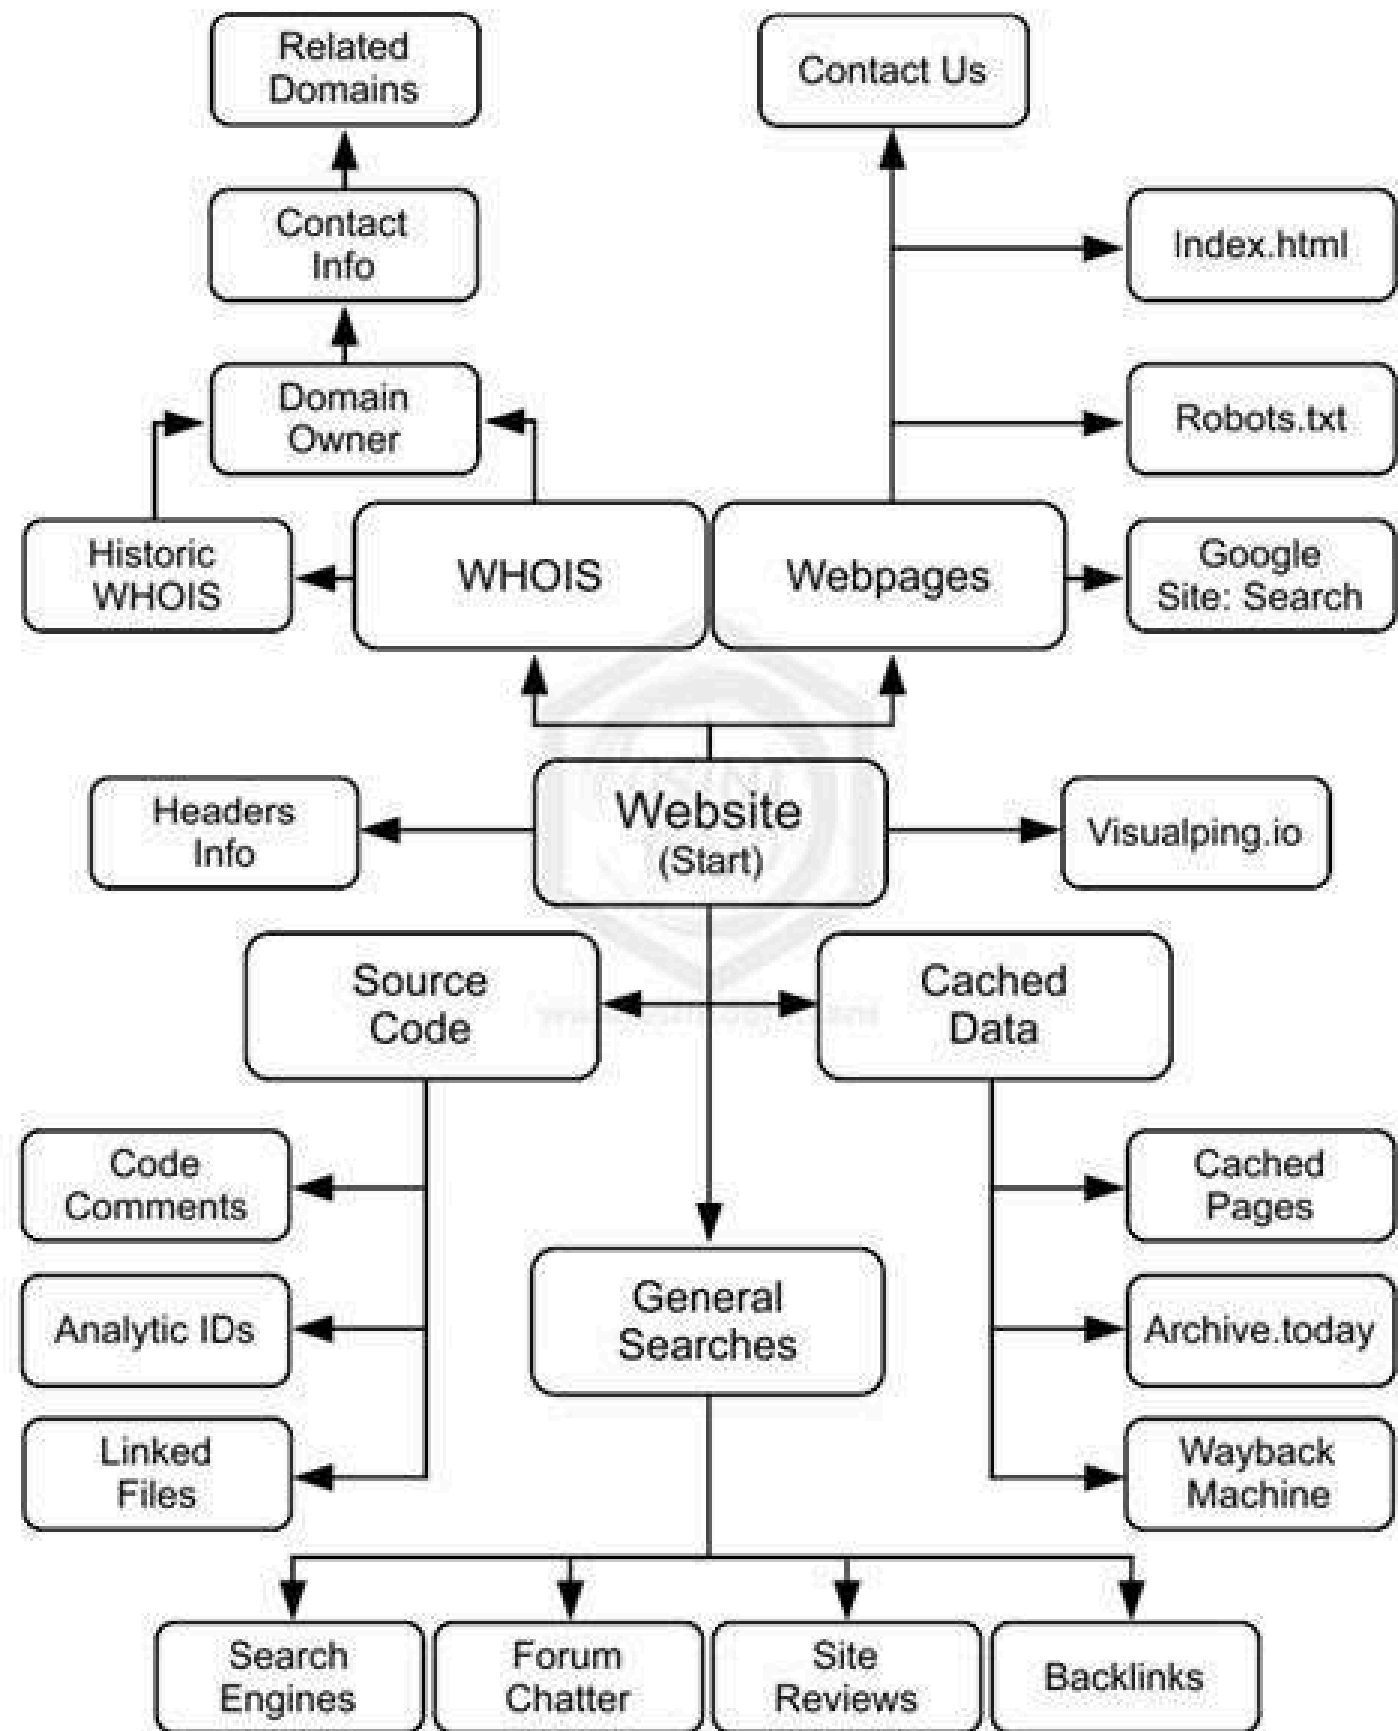 Related
Domains
Contact Us
Contact
Info
Index.html
Domain
Owner
Robots.txt
Historic
WHOIS
WHOIS
Webpages
Google
Site: Search
Headers
Info
Website
(Start)
Visualping.io
Source
Code
Cached
Data
Code
Comments
Cached
Pages
General
Searches
Analytic IDs
Archive.today
Linked
Files
Wayback
Machine
Search
Engines
Forum
Chatter
Site
Reviews
Backlinks